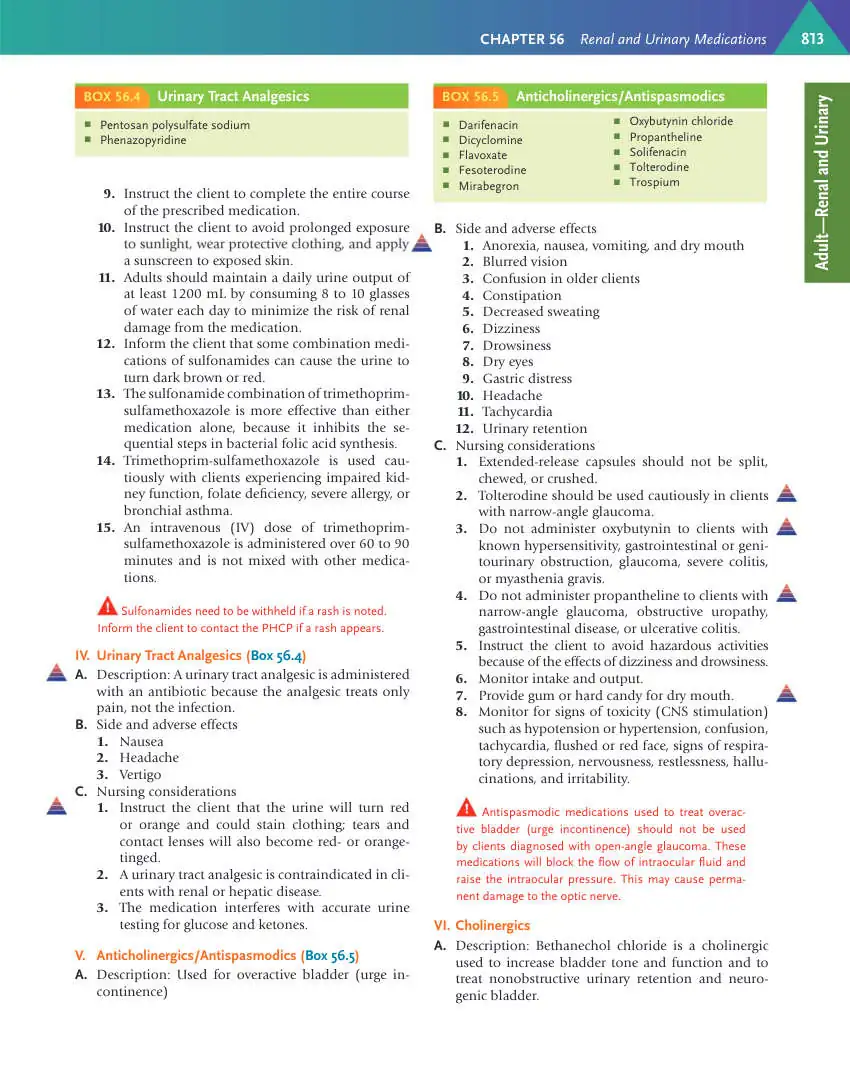 CHAPTER 56 Renal and Urinary Medications 813
Adult—Renal and Urinary
BOX 56.4 Urinary Tract Analgesics
■ Pentosan polysulfate sodium
■ Phenazopyridine
9. Instruct the client to complete the entire course
of the prescribed medication.
10. Instruct the client to avoid prolonged exposure
to sunlight, wear protective clothing, and apply
a sunscreen to exposed skin.
11. Adults should maintain a daily urine output of
at least 1200 mL by consuming 8 to 10 glasses
of water each day to minimize the risk of renal
damage from the medication.
12. Inform the client that some combination medi-
cations of sulfonamides can cause the urine to
turn dark brown or red.
13. The sulfonamide combination of trimethoprim-
sulfamethoxazole is more effective than either
medication alone, because it inhibits the se-
quential steps in bacterial folic acid synthesis.
14. Trimethoprim-sulfamethoxazole is used cau-
tiously with clients experiencing impaired kid-
ney function, folate deficiency, severe allergy, or
bronchial asthma.
15. An intravenous (IV) dose of trimethoprim-
sulfamethoxazole is administered over 60 to 90
minutes and is not mixed with other medica-
tions.
Sulfonamides need to be withheld if a rash is noted.
Inform the client to contact the PHCP if a rash appears.
IV. Urinary Tract Analgesics (Box 56.4)
A. Description: A urinary tract analgesic is administered
with an antibiotic because the analgesic treats only
pain, not the infection.
B. Side and adverse effects
1. Nausea
2. Headache
3. Vertigo
C. Nursing considerations
1. Instruct the client that the urine will turn red
or orange and could stain clothing; tears and
contact lenses will also become red- or orange-
tinged.
2. A urinary tract analgesic is contraindicated in cli-
ents with renal or hepatic disease.
3. The medication interferes with accurate urine
testing for glucose and ketones.
V. Anticholinergics/Antispasmodics (Box 56.5)
A. Description: Used for overactive bladder (urge in-
continence)
BOX 56.5 Anticholinergics/Antispasmodics
■ Darifenacin
■ Dicyclomine
■ Flavoxate
■ Fesoterodine
■ Mirabegron
■ Oxybutynin chloride
■ Propantheline
■ Solifenacin
■ Tolterodine
■ Trospium
B. Side and adverse effects
1. Anorexia, nausea, vomiting, and dry mouth
2. Blurred vision
3. Confusion in older clients
4. Constipation
5. Decreased sweating
6. Dizziness
7. Drowsiness
8. Dry eyes
9. Gastric distress
10. Headache
11. Tachycardia
12. Urinary retention
C. Nursing considerations
1. Extended-release capsules should not be split,
chewed, or crushed.
2. Tolterodine should be used cautiously in clients
with narrow-angle glaucoma.
3. Do not administer oxybutynin to clients with
known hypersensitivity, gastrointestinal or geni-
tourinary obstruction, glaucoma, severe colitis,
or myasthenia gravis.
4. Do not administer propantheline to clients with
narrow-angle glaucoma, obstructive uropathy,
gastrointestinal disease, or ulcerative colitis.
5. Instruct the client to avoid hazardous activities
because of the effects of dizziness and drowsiness.
6. Monitor intake and output.
7. Provide gum or hard candy for dry mouth.
8. Monitor for signs of toxicity (CNS stimulation)
such as hypotension or hypertension, confusion,
tachycardia, flushed or red face, signs of respira-
tory depression, nervousness, restlessness, hallu-
cinations, and irritability.
Antispasmodic medications used to treat overac-
tive bladder (urge incontinence) should not be used
by clients diagnosed with open-angle glaucoma. These
medications will block the flow of intraocular fluid and
raise the intraocular pressure. This may cause perma-
nent damage to the optic nerve.
VI. Cholinergics
A. Description: Bethanechol chloride is a cholinergic
used to increase bladder tone and function and to
treat nonobstructive urinary retention and neuro-
genic bladder.